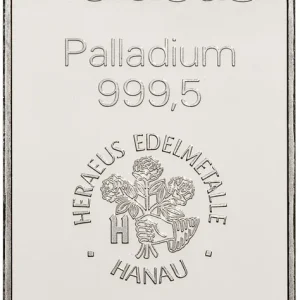 Palladium
999,5
HERAEUS EDELMETALLE
H
· HANAU ·